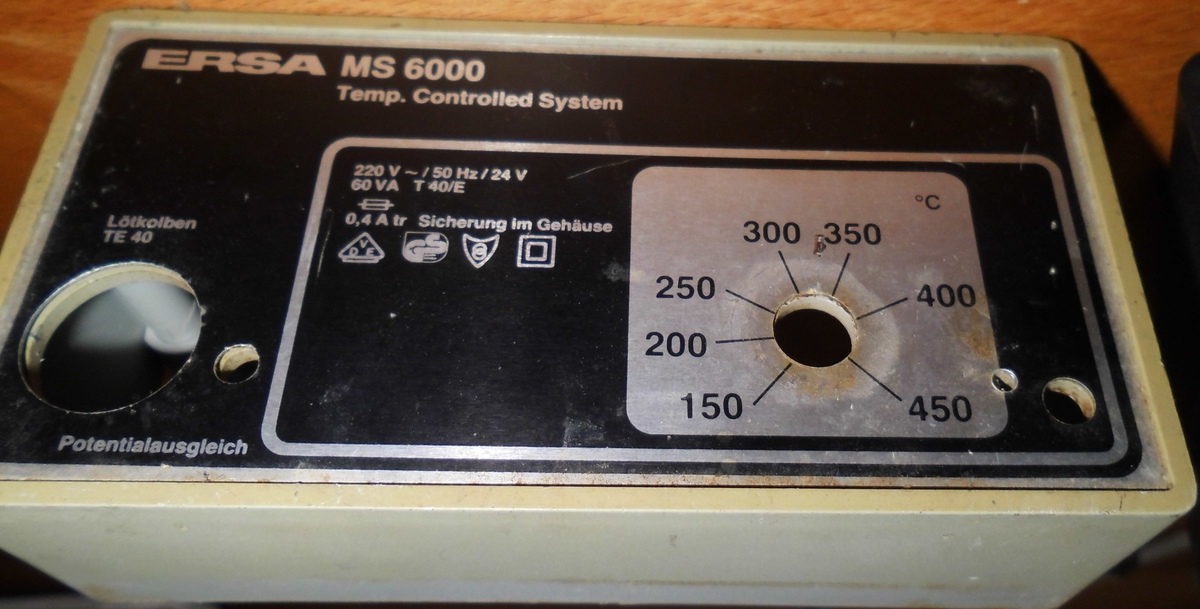 ERSA MS 6000
Temp. Controlled System
220 V ~ / 50 Hz / 24 V
60 VA T 40/E
0,4 A tr Sicherung im Gehäuse
VDE
Lötkolben
TE 40
Potentialausgleich
°C
300 350
250 400
200
150 450